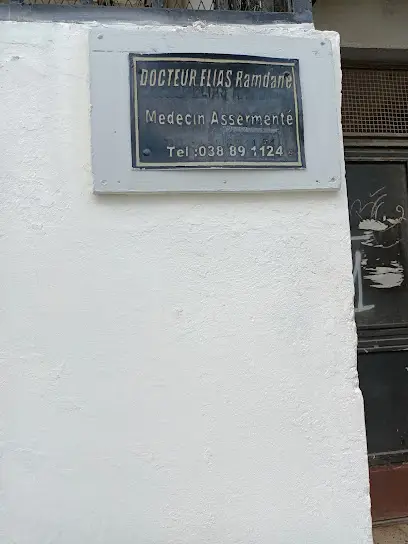 DOCTEUR ELIAS Ramdane
Medecin Assermenté
Tel :038 89 1124